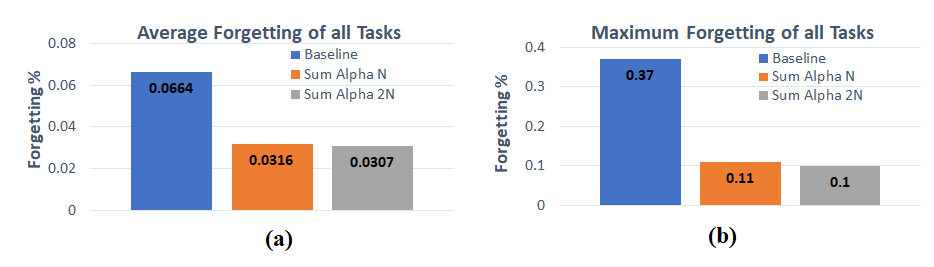 Average Forgetting of all Tasks
Baseline
Sum Alpha N
Sum Alpha 2N
Forgetting %
0.08
0.06
0.04
0.02
0
0.0664
0.0316
0.0307
(a)
Maximum Forgetting of all Tasks
Baseline
Sum Alpha N
Sum Alpha 2N
Forgetting %
0.4
0.3
0.2
0.1
0
0.37
0.11
0.1
(b)